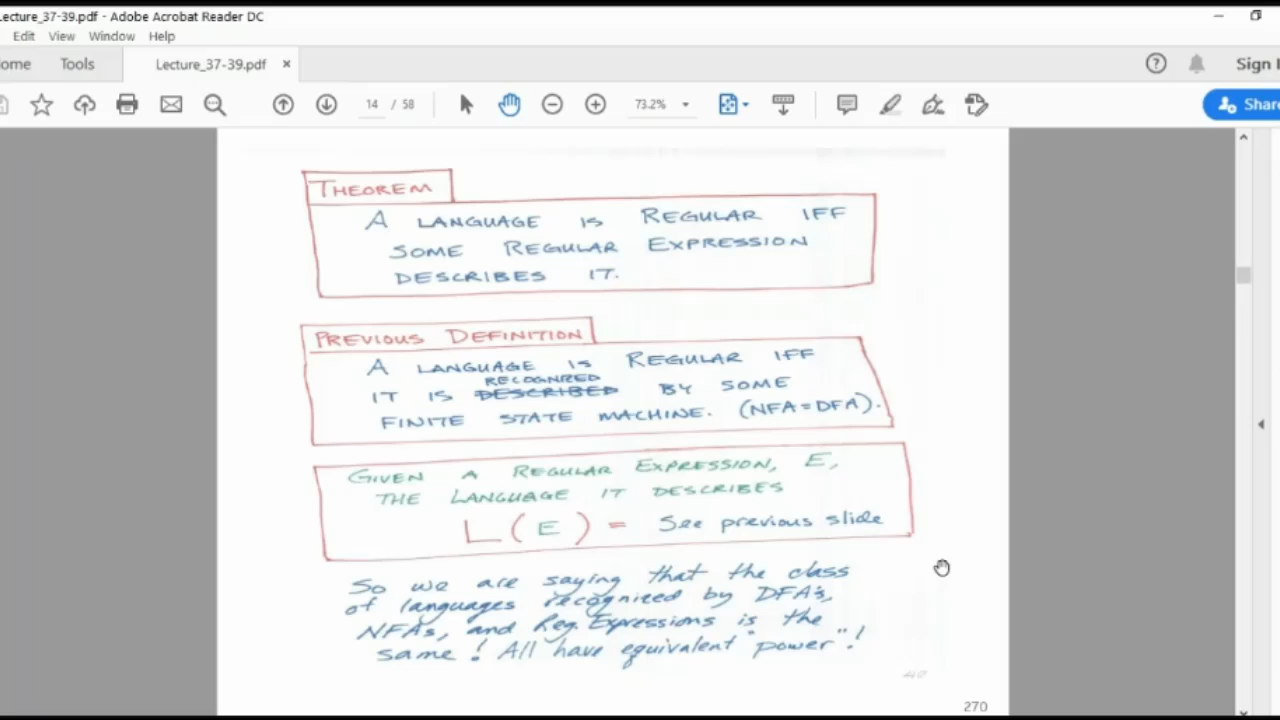 Lecture_37-39.pdf - Adobe Acrobat Reader DC
Edit View Window Help
ome Tools Lecture_37-39.pdf × Sign I
14 / 58 73.2% Share
THEOREM
A LANGUAGE IS REGULAR IFF
SOME REGULAR EXPRESSION
DESCRIBES IT.
PREVIOUS DEFINITION
A LANGUAGE IS REGULAR IFF
RECOGNIZED
IT IS DESCRIBED BY SOME
FINITE STATE MACHINE. (NFA=DFA).
GIVEN A REGULAR EXPRESSION, E,
THE LANGUAGE IT DESCRIBES
L(E) = See previous slide
So we are saying that the class
of languages recognized by DFA's,
NFAs, and Reg. Expressions is the
same! All have equivalent "power"!
270